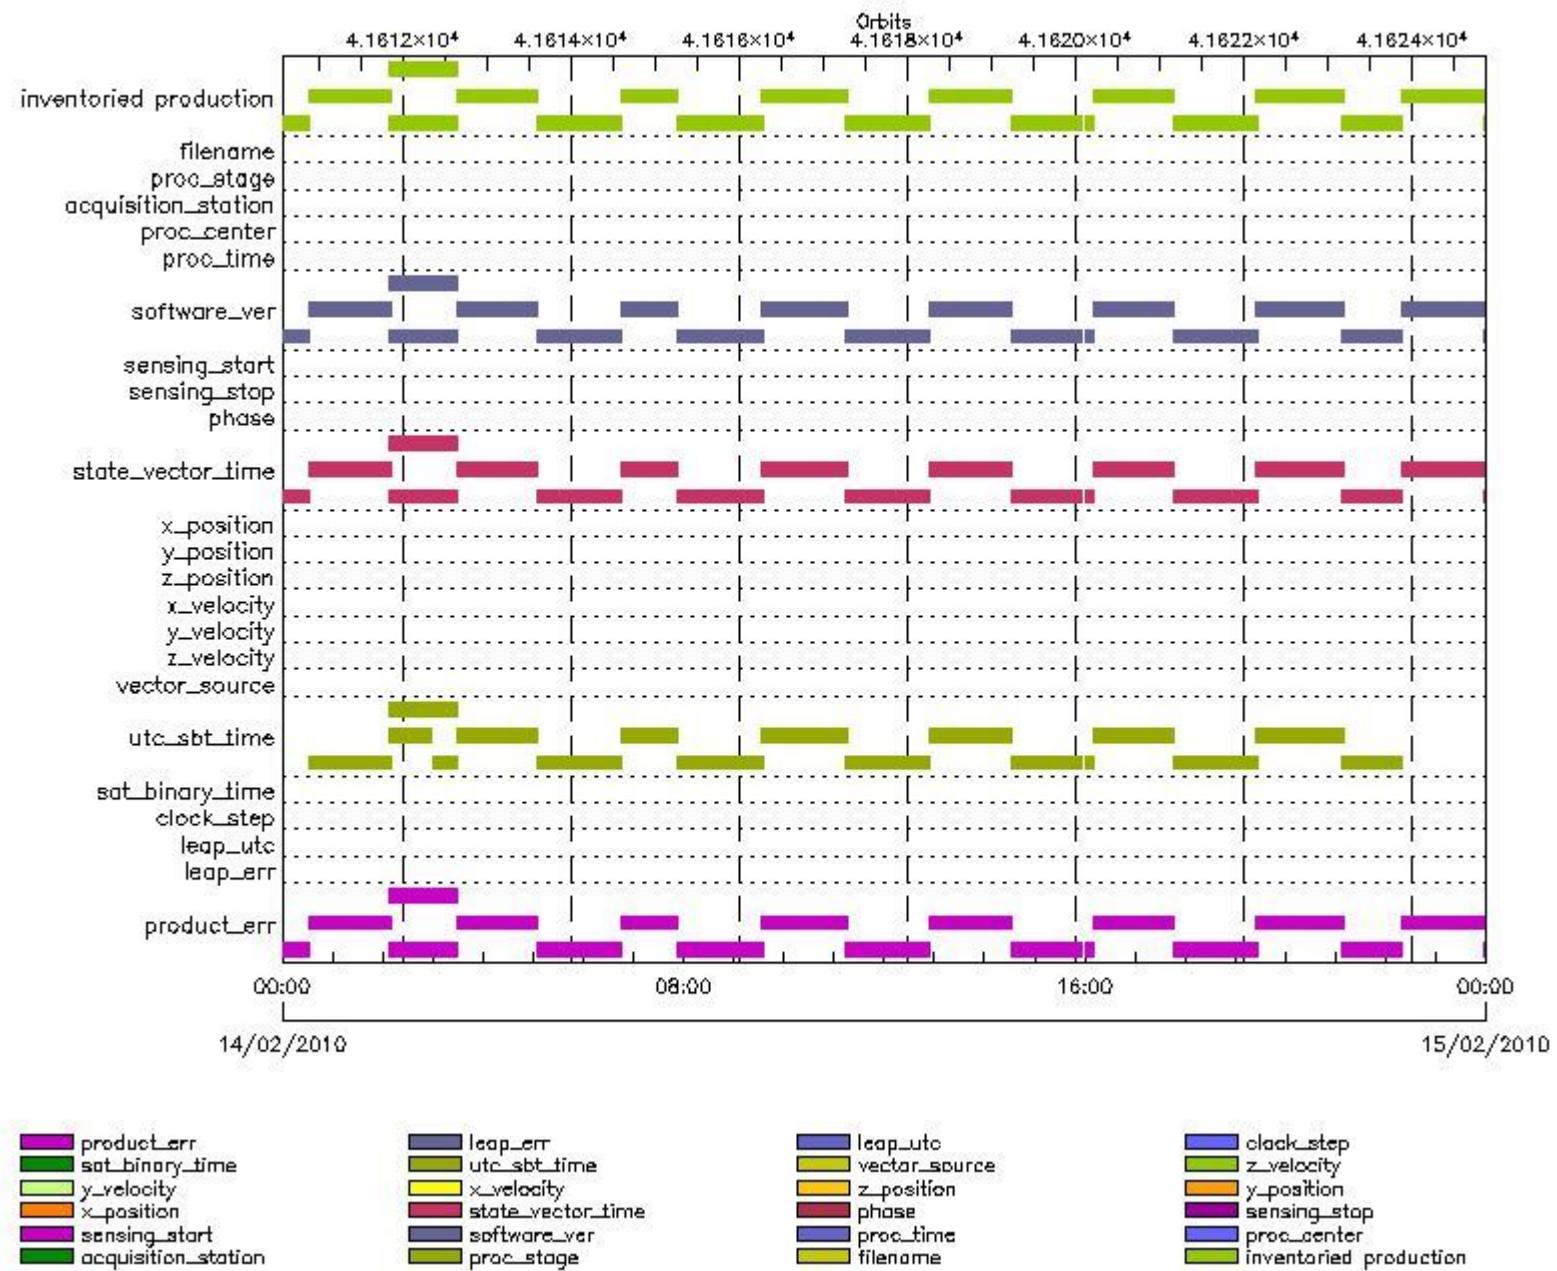 Orbits
4.1612×10⁴ 4.1614×10⁴ 4.1616×10⁴ 4.1618×10⁴ 4.1620×10⁴ 4.1622×10⁴ 4.1624×10⁴
inventoried production
filename
proc_stage
acquisition_station
proc_center
proc_time
software_ver
sensing_start
sensing_stop
phase
state_vector_time
x_position
y_position
z_position
x_velocity
y_velocity
z_velocity
vector_source
utc_sbt_time
sat_binary_time
clock_step
leap_utc
leap_err
product_err
00:00 08:00 16:00 00:00
14/02/2010 15/02/2010
product_err leap_err leap_utc clock_step
sat_binary_time utc_sbt_time vector_source z_velocity
y_velocity x_velocity z_position y_position
x_position state_vector_time phase sensing_stop
sensing_start software_ver proc_time proc_center
acquisition_station proc_stage filename inventoried production